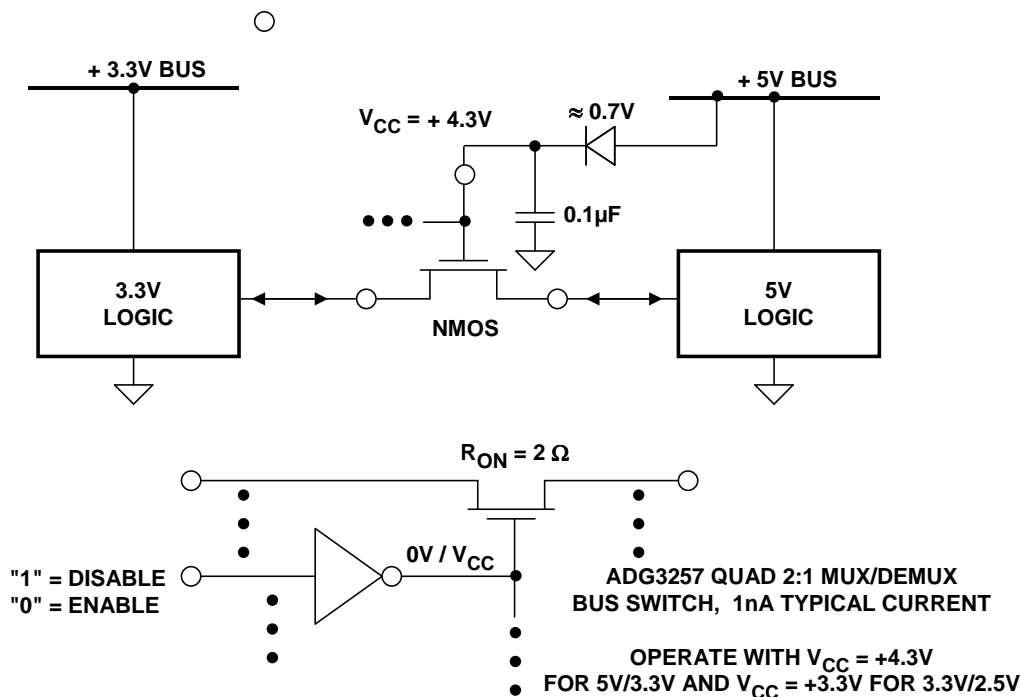 + 3.3V BUS
+ 5V BUS
V_CC = + 4.3V
≈ 0.7V
0.1µF
3.3V
LOGIC
NMOS
5V
LOGIC
R_ON = 2 Ω
0V / V_CC
"1" = DISABLE
"0" = ENABLE
ADG3257 QUAD 2:1 MUX/DEMUX
BUS SWITCH, 1nA TYPICAL CURRENT
OPERATE WITH V_CC = +4.3V
FOR 5V/3.3V AND V_CC = +3.3V FOR 3.3V/2.5V